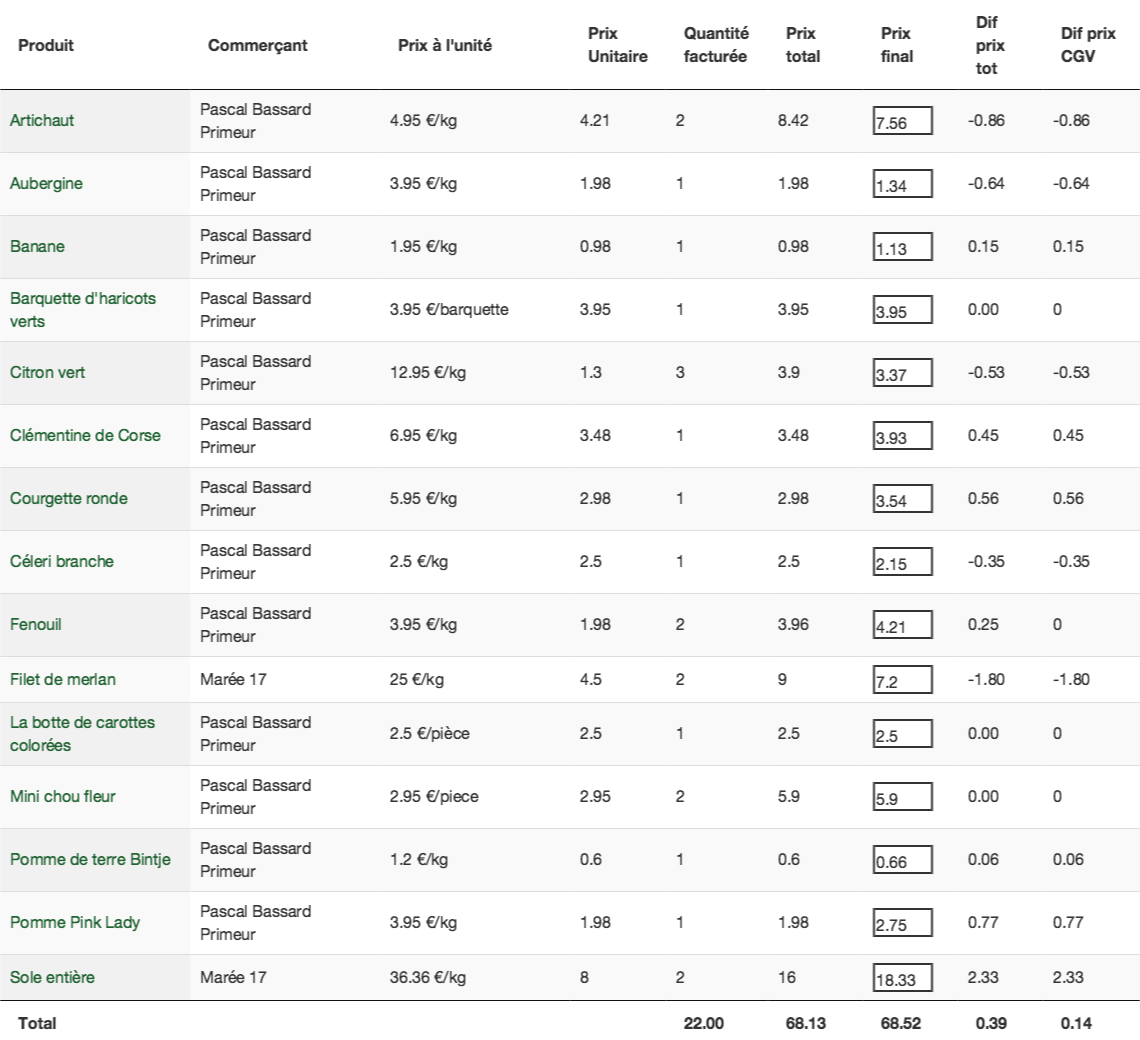 Produit Commerçant Prix à l'unité Prix Unitaire Quantité facturée Prix total Prix final Dif prix tot Dif prix CGV
Artichaut Pascal Bassard Primeur 4.95 €/kg 4.21 2 8.42 7.56 -0.86 -0.86
Aubergine Pascal Bassard Primeur 3.95 €/kg 1.98 1 1.98 1.34 -0.64 -0.64
Banane Pascal Bassard Primeur 1.95 €/kg 0.98 1 0.98 1.13 0.15 0.15
Barquette d'haricots verts Pascal Bassard Primeur 3.95 €/barquette 3.95 1 3.95 3.95 0.00 0
Citron vert Pascal Bassard Primeur 12.95 €/kg 1.3 3 3.9 3.37 -0.53 -0.53
Clémentine de Corse Pascal Bassard Primeur 6.95 €/kg 3.48 1 3.48 3.93 0.45 0.45
Courgette ronde Pascal Bassard Primeur 5.95 €/kg 2.98 1 2.98 3.54 0.56 0.56
Céleri branche Pascal Bassard Primeur 2.5 €/kg 2.5 1 2.5 2.15 -0.35 -0.35
Fenouil Pascal Bassard Primeur 3.95 €/kg 1.98 2 3.96 4.21 0.25 0
Filet de merlan Marée 17 25 €/kg 4.5 2 9 7.2 -1.80 -1.80
La botte de carottes colorées Pascal Bassard Primeur 2.5 €/pièce 2.5 1 2.5 2.5 0.00 0
Mini chou fleur Pascal Bassard Primeur 2.95 €/piece 2.95 2 5.9 5.9 0.00 0
Pomme de terre Bintje Pascal Bassard Primeur 1.2 €/kg 0.6 1 0.6 0.66 0.06 0.06
Pomme Pink Lady Pascal Bassard Primeur 3.95 €/kg 1.98 1 1.98 2.75 0.77 0.77
Sole entière Marée 17 36.36 €/kg 8 2 16 18.33 2.33 2.33
Total 22.00 68.13 68.52 0.39 0.14